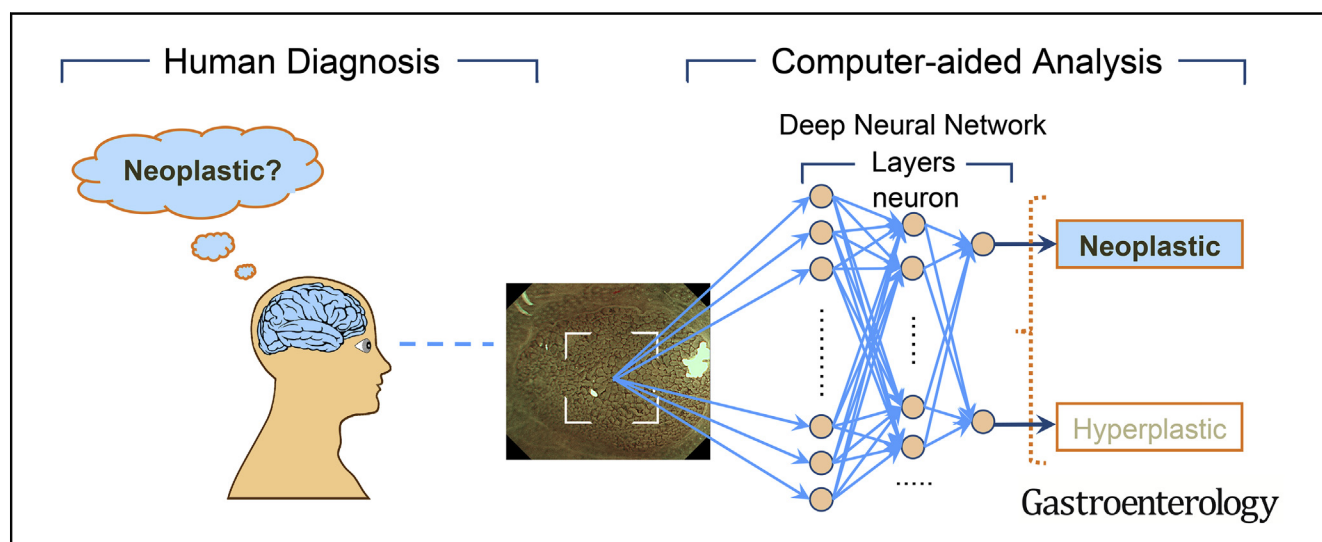 Human Diagnosis
Computer-aided Analysis
Neoplastic?
Deep Neural Network
Layers
neuron
Neoplastic
Hyperplastic
Gastroenterology